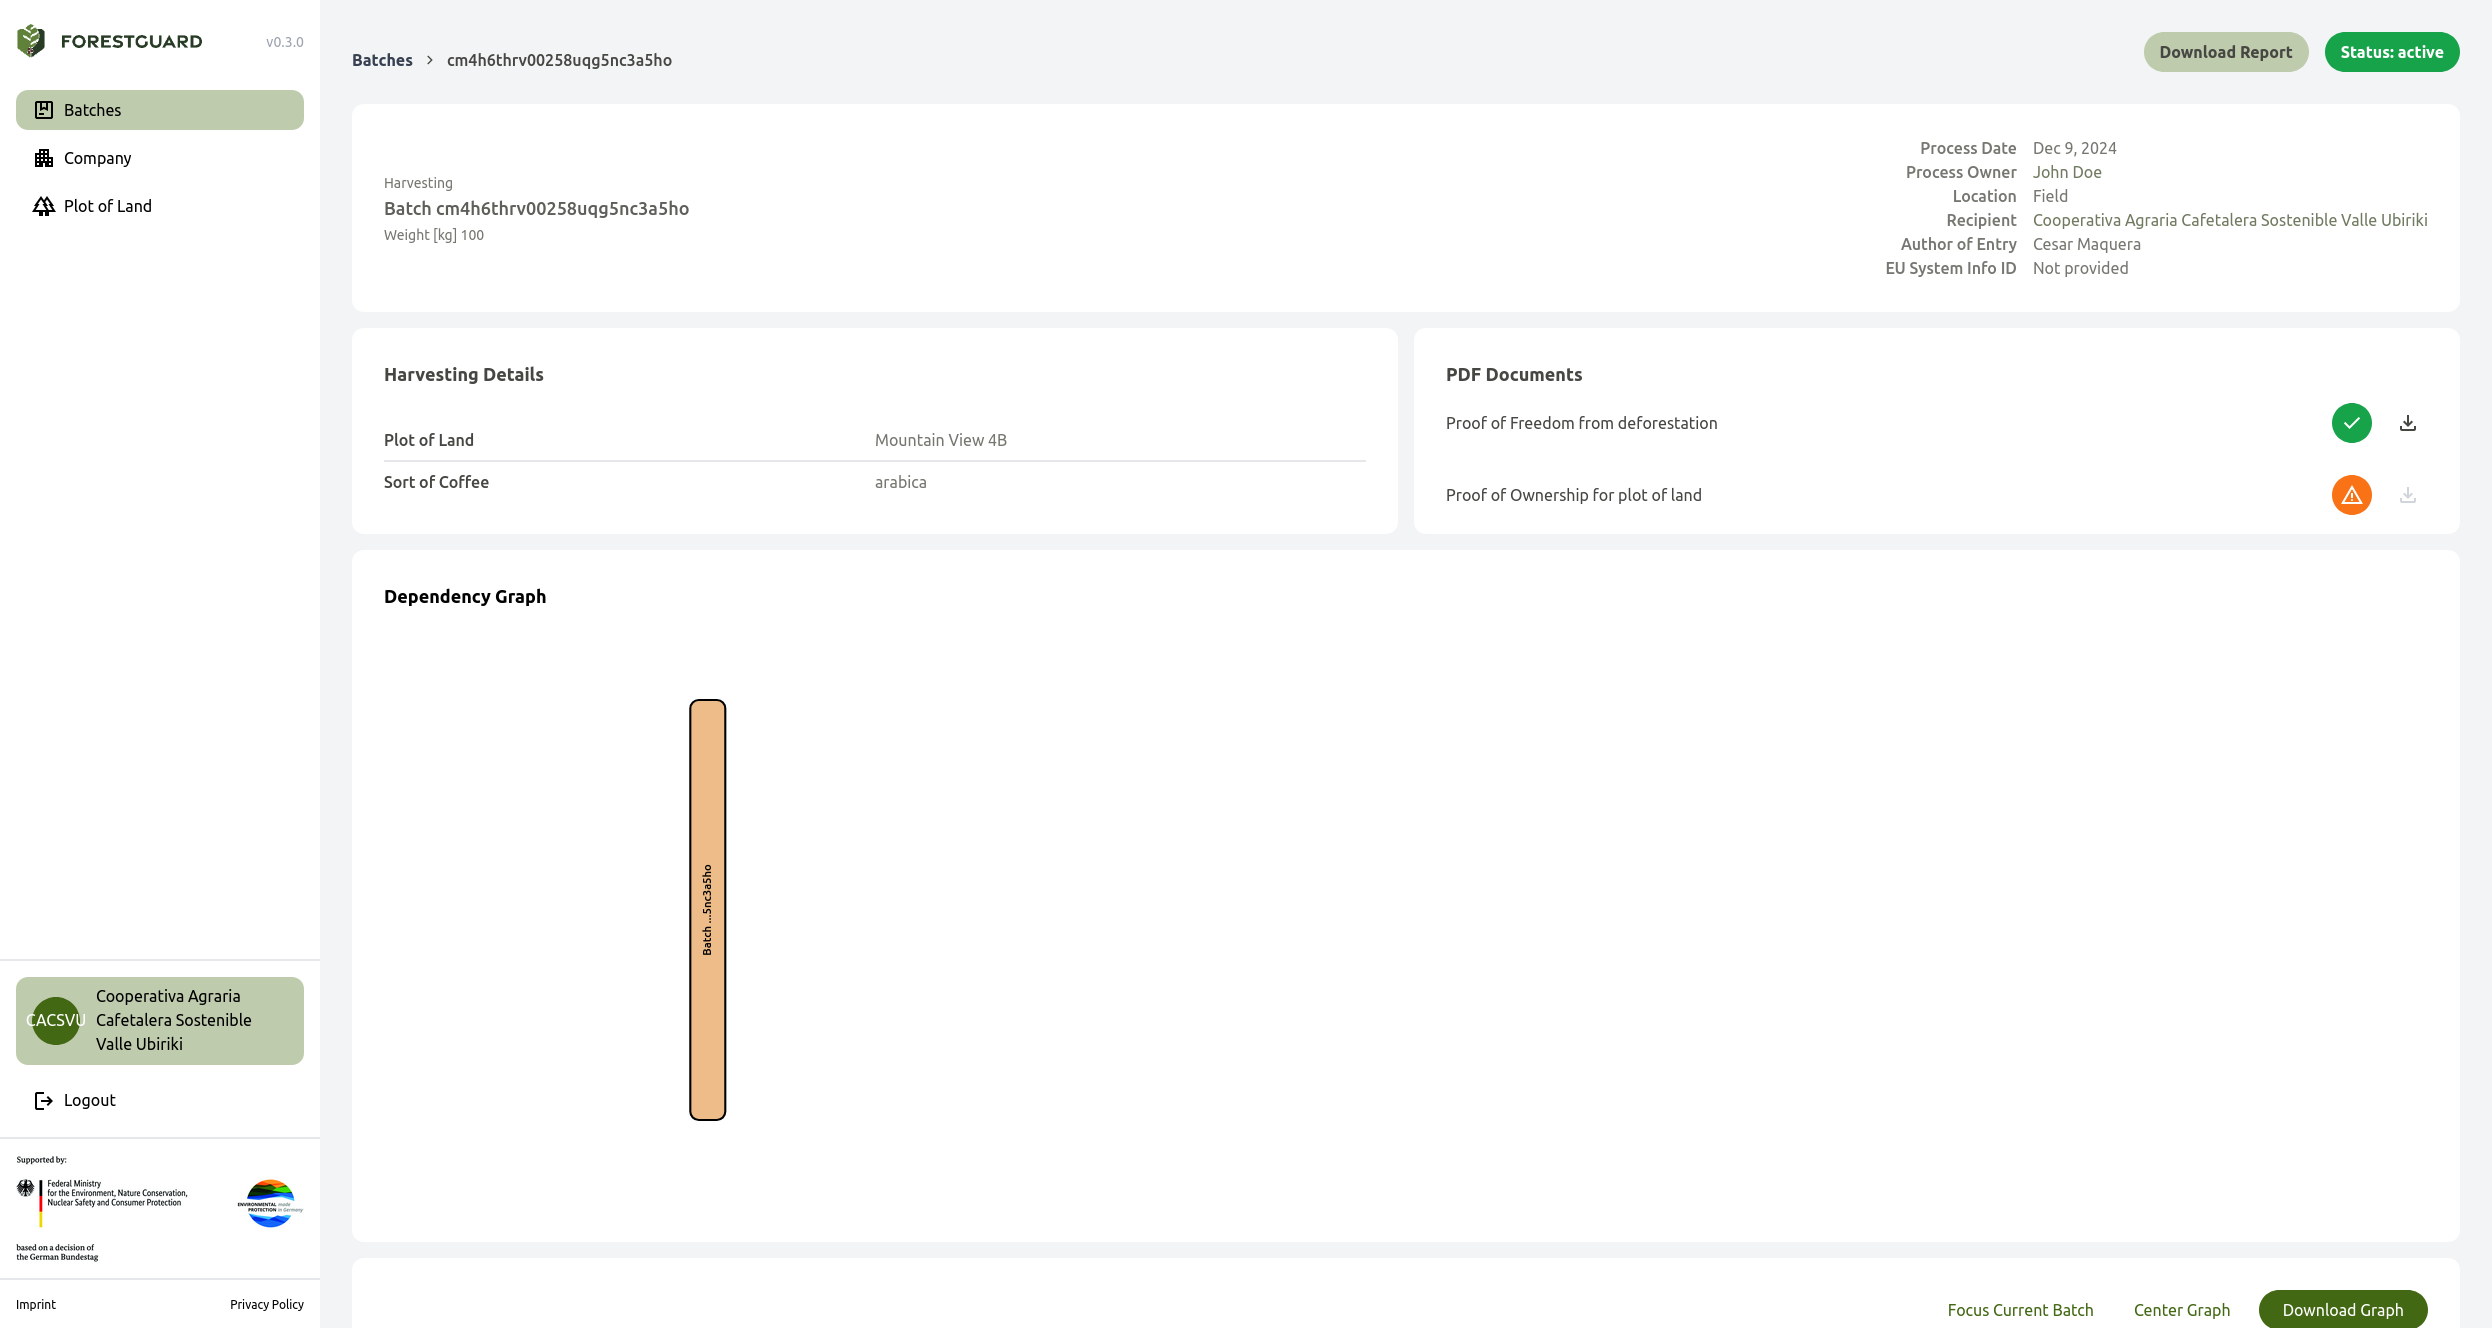 FORESTGUARD
v0.3.0
Batches
Company
Plot of Land
Cooperativa Agraria
Cafetalera Sostenible
Valle Ubiriki
CACSVU
Logout
Supported by:
Federal Ministry
for the Environment, Nature Conservation,
Nuclear Safety and Consumer Protection
ENVIRONMENTAL made
PROTECTION in Germany
based on a decision of
the German Bundestag
Imprint
Privacy Policy
Batches > cm4h6thrv00258uqg5nc3a5ho
Download Report
Status: active
Harvesting
Batch cm4h6thrv00258uqg5nc3a5ho
Weight [kg] 100
Process Date Dec 9, 2024
Process Owner John Doe
Location Field
Recipient Cooperativa Agraria Cafetalera Sostenible Valle Ubiriki
Author of Entry Cesar Maquera
EU System Info ID Not provided
Harvesting Details
Plot of Land Mountain View 4B
Sort of Coffee arabica
PDF Documents
Proof of Freedom from deforestation
Proof of Ownership for plot of land
Dependency Graph
Batch ...5nc3a5ho
Focus Current Batch
Center Graph
Download Graph